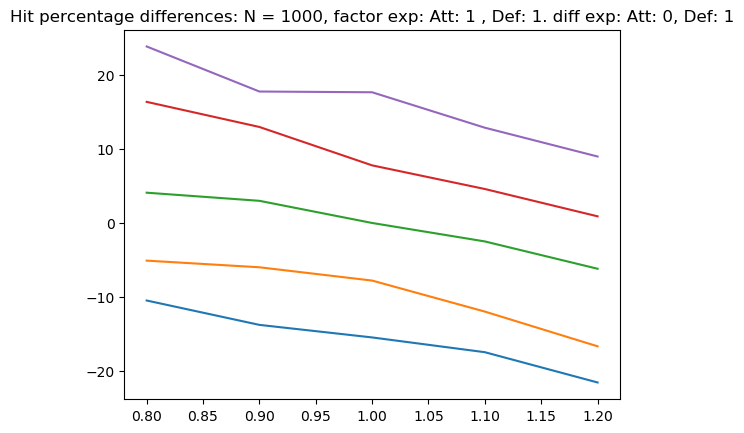 Hit percentage differences: N = 1000, factor exp: Att: 1 , Def: 1. diff exp: Att: 0, Def: 1
20
10
0
−10
−20
0.80 0.85 0.90 0.95 1.00 1.05 1.10 1.15 1.20